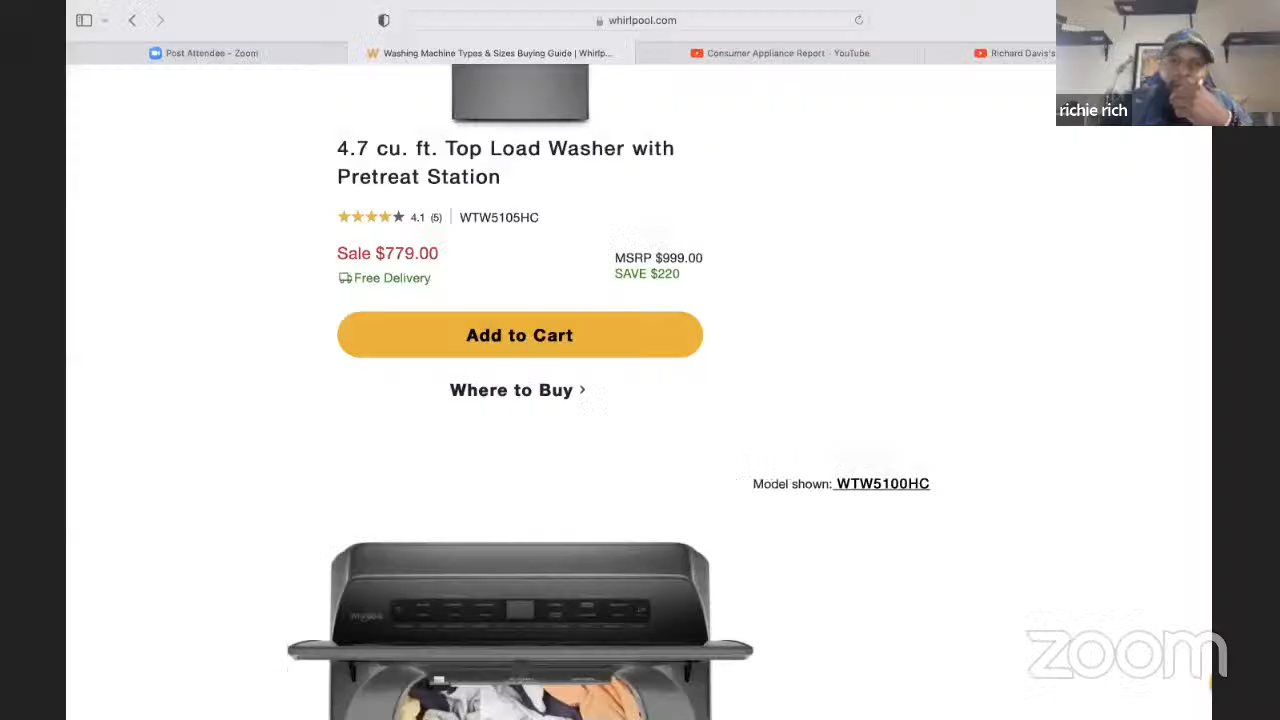 whirlpool.com
Post Attendee - Zoom
Washing Machine Types & Sizes Buying Guide | Whirlp...
Consumer Appliance Report - YouTube
Richard Davis's
richie rich
4.7 cu. ft. Top Load Washer with
Pretreat Station
4.1 (5) WTW5105HC
Sale $779.00
MSRP $999.00
SAVE $220
Free Delivery
Add to Cart
Where to Buy ›
Model shown: WTW5100HC
Whirlpool
zoom